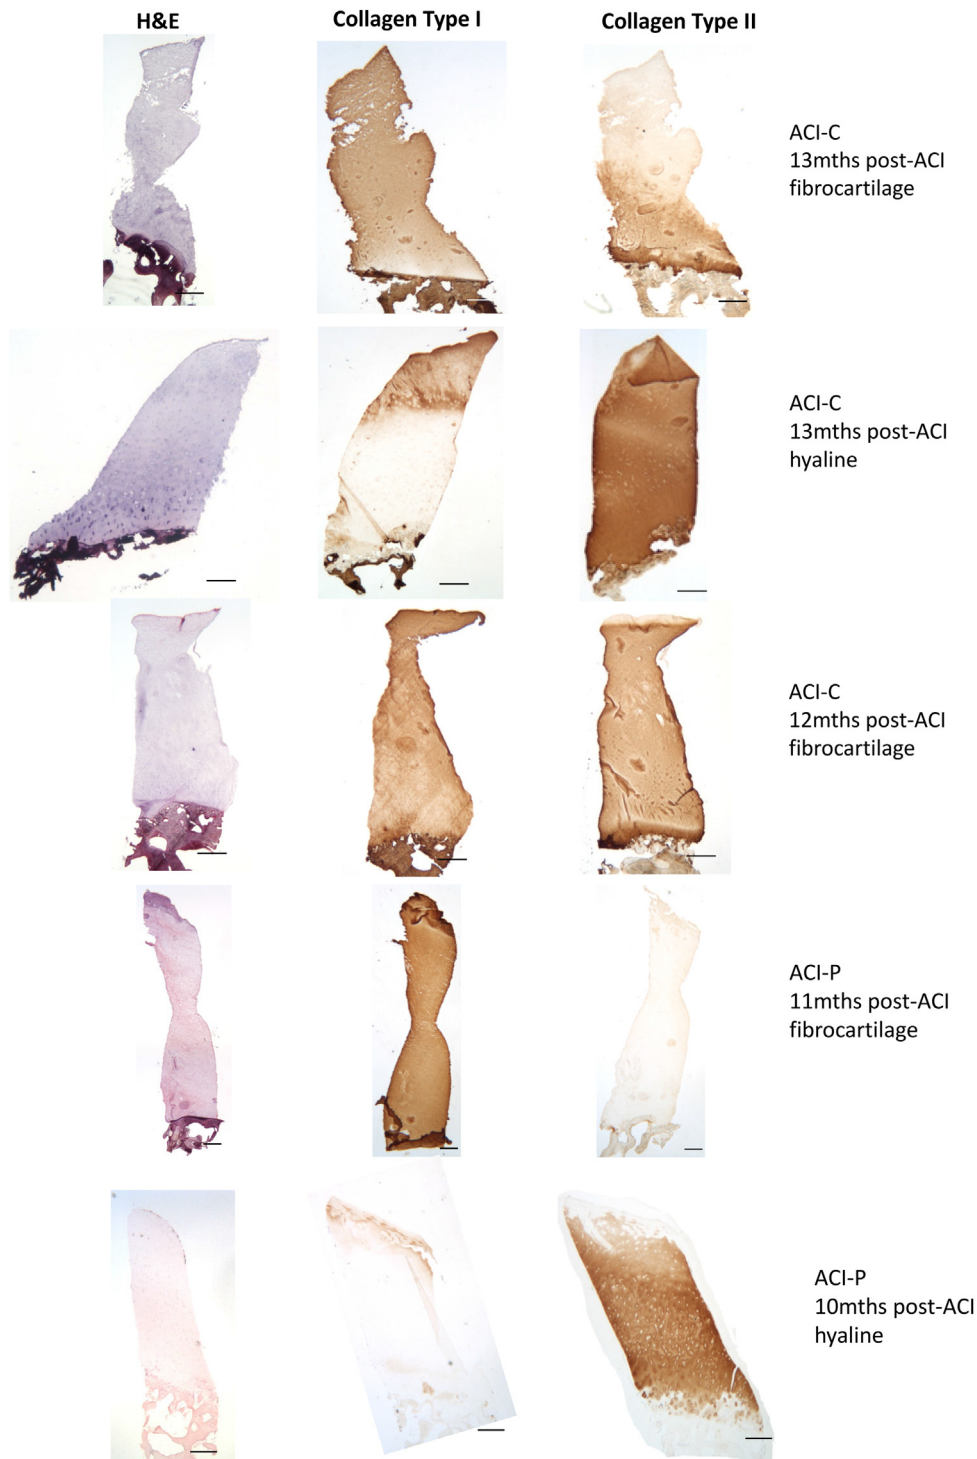 H&E
Collagen Type I
Collagen Type II
ACI-C
13mths post-ACI
fibrocartilage
ACI-C
13mths post-ACI
hyaline
ACI-C
12mths post-ACI
fibrocartilage
ACI-P
11mths post-ACI
fibrocartilage
ACI-P
10mths post-ACI
hyaline